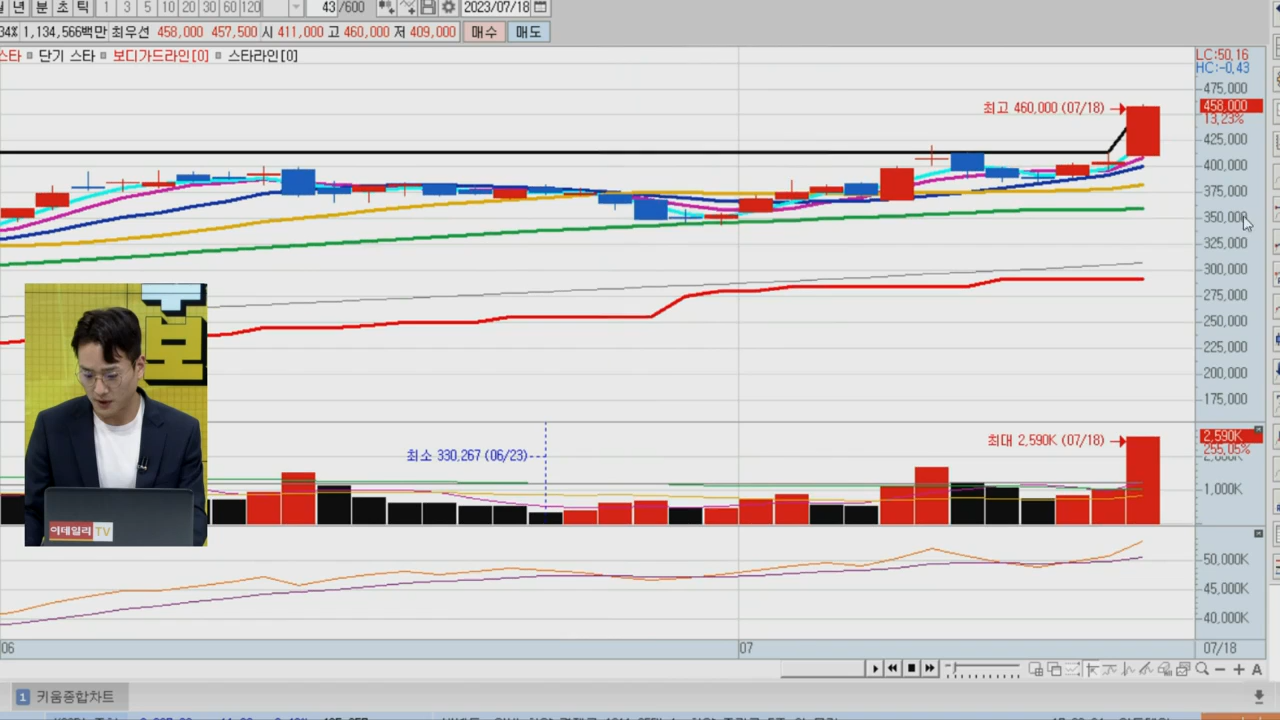 년 분 초 틱 1 3 5 10 20 30 60 120 43 /600 2023/07/18
34% 1,134,566백만 최우선 458,000 457,500 시 411,000 고 460,000 저 409,000 매수 매도
스타 단기 스타 보디가드라인[0] 스타라인[0]
LC:50,16
HC:-0,43
475,000
최고 460,000 (07/18)
458,000
13,23%
425,000
400,000
375,000
350,000
325,000
300,000
275,000
250,000
225,000
200,000
175,000
최대 2,590K (07/18)
2,590K
255,05%
최소 330,267 (06/23)
1,000K
이데일리 TV
50,000K
45,000K
40,000K
06 07 07/18
A
1 키움종합차트